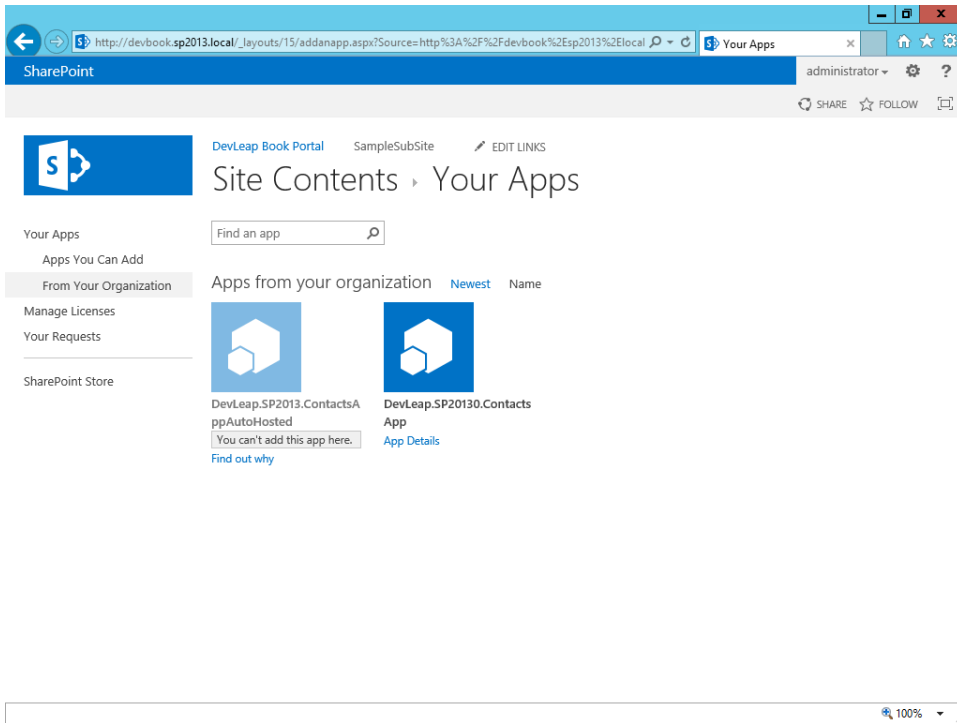 http://devbook.sp2013.local/_layouts/15/addanapp.aspx?Source=http%3A%2F%2Fdevbook%2Esp2013%2Elocal
Your Apps
SharePoint
administrator
?
SHARE
FOLLOW
DevLeap Book Portal
SampleSubSite
EDIT LINKS
S
Site Contents › Your Apps
Find an app
Your Apps
Apps You Can Add
From Your Organization
Manage Licenses
Your Requests
SharePoint Store
Apps from your organization
Newest
Name
DevLeap.SP2013.ContactsA
ppAutoHosted
You can't add this app here.
Find out why
DevLeap.SP20130.Contacts
App
App Details
100%